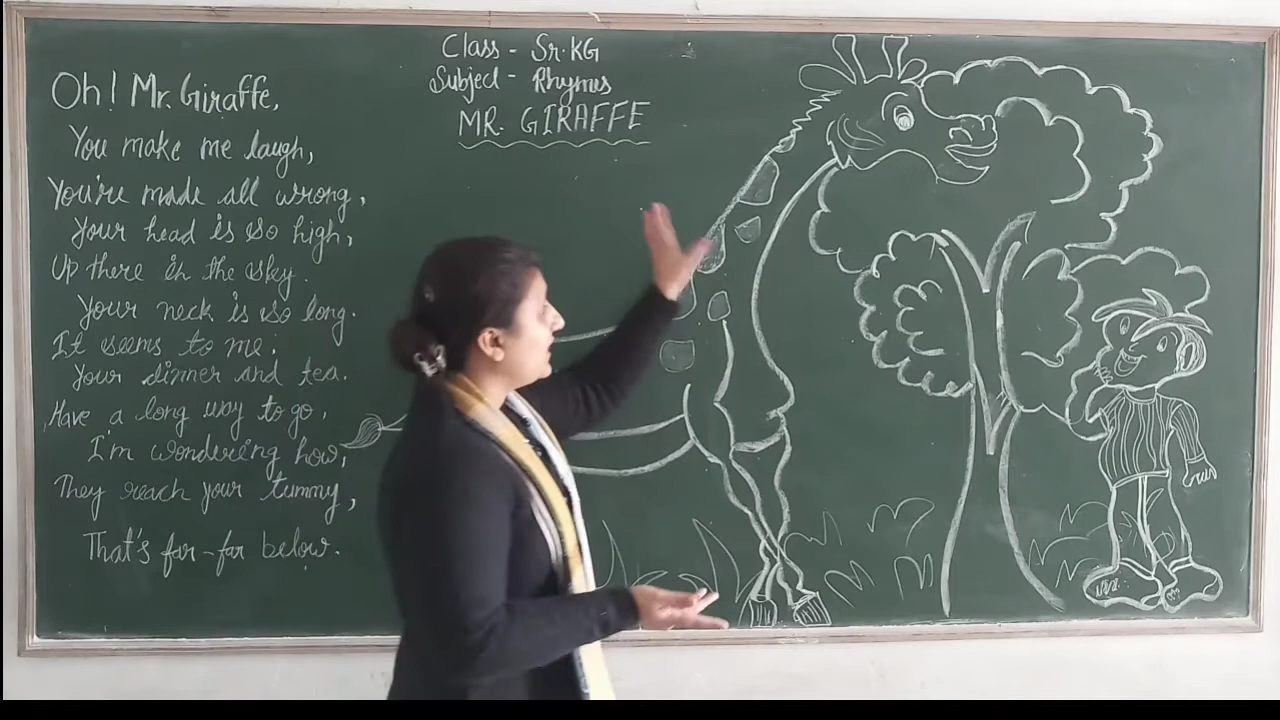 Class - Sr.KG
Subject - Rhymes
MR. GIRAFFE
Oh! Mr. Giraffe,
You make me laugh,
You're made all wrong,
Your head is so high,
Up there in the sky.
Your neck is so long.
It seems to me,
Your dinner and tea.
Have a long way to go,
I'm wondering how,
They reach your tummy,
That's far-far below.